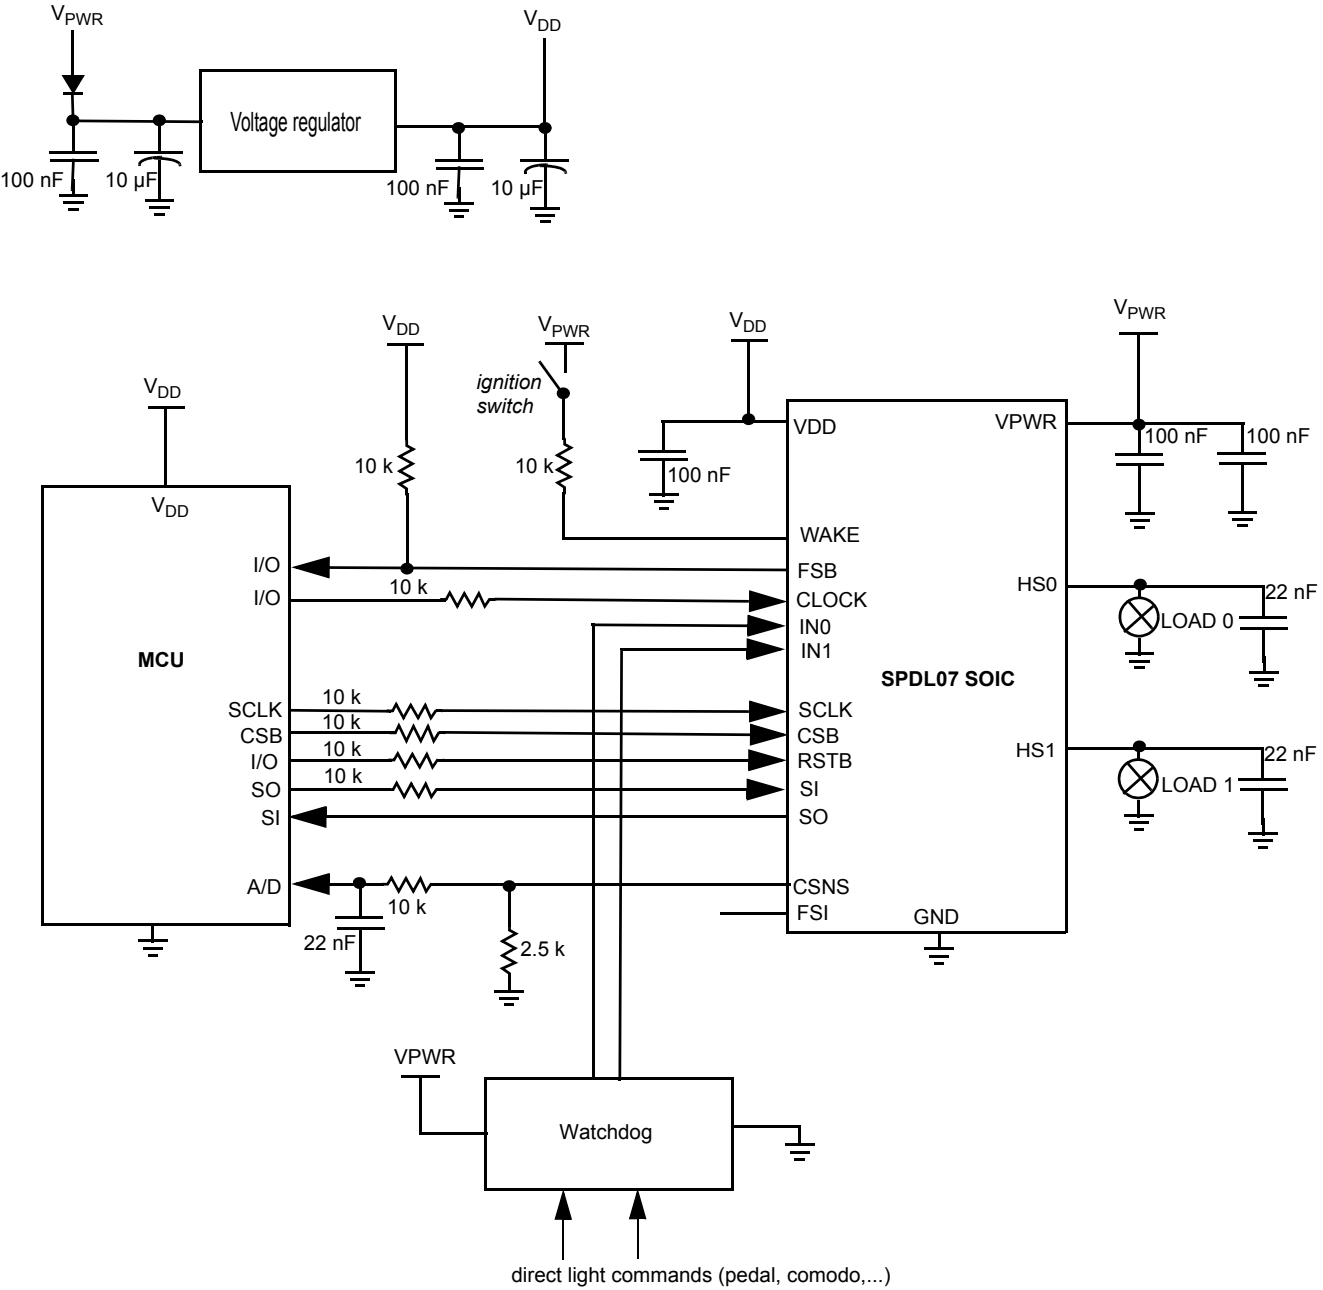 VPWR
VDD
Voltage regulator
100 nF
10 µF
100 nF
10 µF
VDD
VPWR
VDD
VPWR
VDD
ignition
switch
10 k
10 k
100 nF
100 nF
100 nF
VDD
VDD
WAKE
FSB
CLOCK
IN0
IN1
SCLK
CSB
RSTB
SI
SO
CSNS
FSI
GND
VPWR
HS0
HS1
SPDL07 SOIC
22 nF
LOAD 0
22 nF
LOAD 1
VDD
I/O
I/O
MCU
SCLK
CSB
I/O
SO
SI
A/D
10 k
10 k
10 k
10 k
10 k
10 k
22 nF
2.5 k
VPWR
Watchdog
direct light commands (pedal, comodo,...)